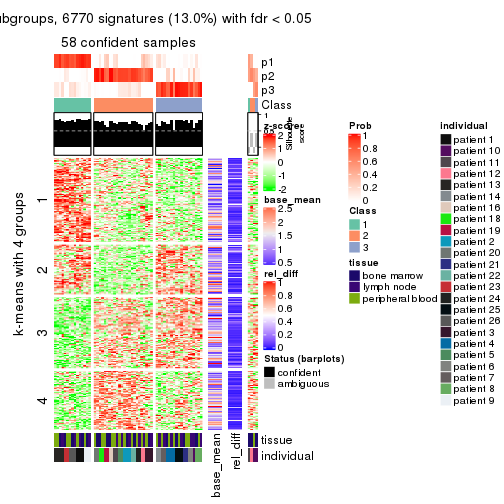 ubgroups, 6770 signatures (13.0%) with fdr < 0.05
58 confident samples
p1
p2
p3
Class
Silhouette score
1
2
3
4
k-means with 4 groups
tissue
individual
base_mean
rel_diff
z-score
2
1
0
-1
-2
base_mean
2.5
2
1.5
1
0.5
rel_diff
1
0.8
0.6
0.4
0.2
0
Status (barplots)
confident
ambiguous
Prob
1
0.8
0.6
0.4
0.2
0
Class
1
2
3
tissue
bone marrow
lymph node
peripheral blood
individual
patient 1
patient 10
patient 11
patient 12
patient 13
patient 14
patient 16
patient 18
patient 19
patient 2
patient 20
patient 21
patient 22
patient 23
patient 24
patient 25
patient 26
patient 3
patient 4
patient 5
patient 6
patient 7
patient 8
patient 9